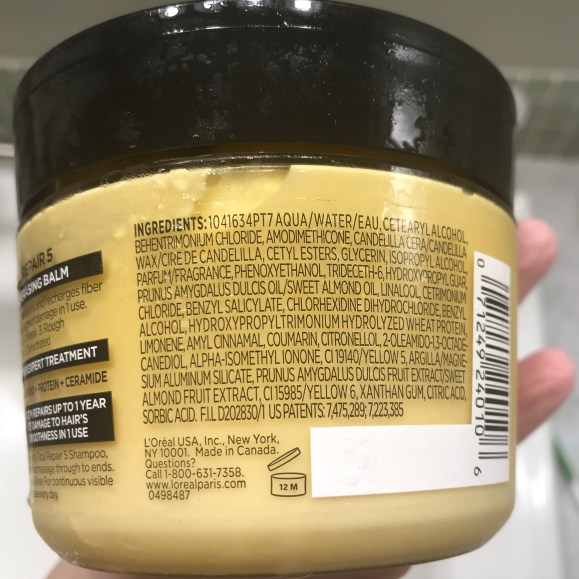 REPAIR 5
ERASING BALM
and recharges fiber
damage in 1 use.
3. Rough
EXPERT TREATMENT
PROTEIN + CERAMIDE
REPAIRS UP TO 1 YEAR
DAMAGE TO HAIR'S
SMOOTHNESS IN 1 USE
Total Repair 5 Shampoo,
massage through to ends.
For continuous visible
every day.
INGREDIENTS: 1041634PT7 AQUA/WATER/EAU, CETEARYL ALCOHOL,
BEHENTRIMONIUM CHLORIDE, AMODIMETHICONE, CANDELILLA CERA/CANDELILLA
WAX/CIRE DE CANDELILLA, CETYL ESTERS, GLYCERIN, ISOPROPYL ALCOHOL,
PARFUM/FRAGRANCE, PHENOXYETHANOL, TRIDECETH-6, HYDROXYPROPYL GUAR,
PRUNUS AMYGDALUS DULCIS OIL/SWEET ALMOND OIL, LINALOOL, CETRIMONIUM
CHLORIDE, BENZYL SALICYLATE, CHLORHEXIDINE DIHYDROCHLORIDE, BENZYL
ALCOHOL, HYDROXYPROPYLTRIMONIUM HYDROLYZED WHEAT PROTEIN,
LIMONENE, AMYL CINNAMAL, COUMARIN, CITRONELLOL, 2-OLEAMIDO-1,3-OCTADE-
CANEDIOL, ALPHA-ISOMETHYL IONONE, CI 19140/YELLOW 5, ARGILLA/MAGNE-
SIUM ALUMINUM SILICATE, PRUNUS AMYGDALUS DULCIS FRUIT EXTRACT/SWEET
ALMOND FRUIT EXTRACT, CI 15985/YELLOW 6, XANTHAN GUM, CITRIC ACID,
SORBIC ACID. F.I.L D202830/1 US PATENTS: 7,475,289; 7,223,385
L'Oréal USA, Inc., New York,
NY 10001. Made in Canada.
Questions?
Call 1-800-631-7358.
www.lorealparis.com
0498487
12 M
0 71249 24010 6